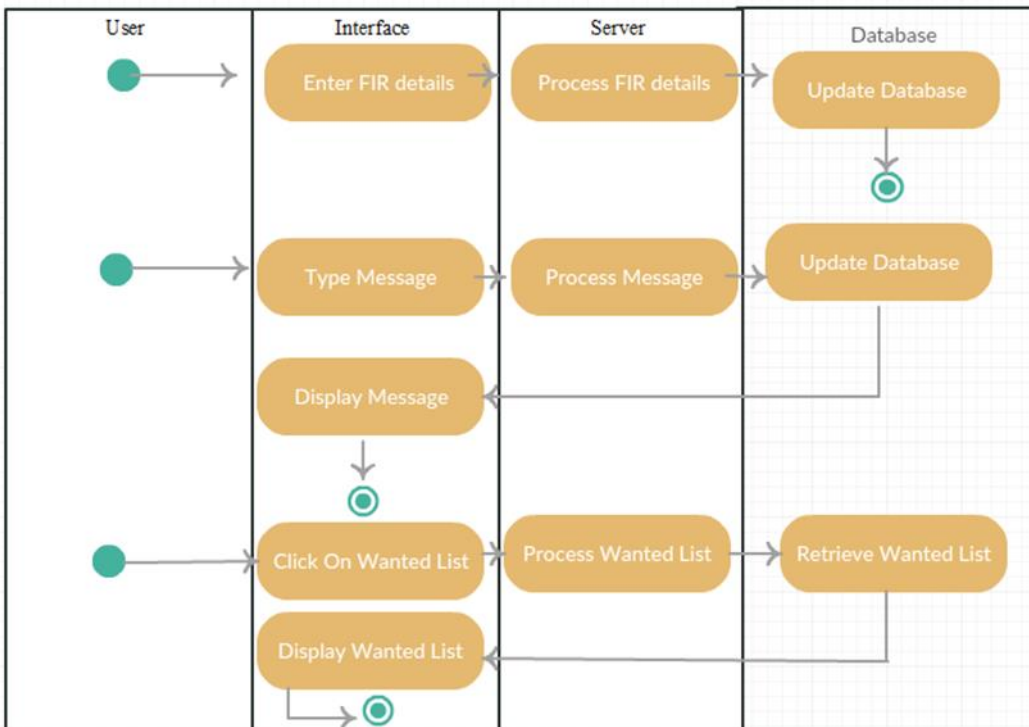 User
Interface
Server
Database
Enter FIR details
Process FIR details
Update Database
Type Message
Process Message
Update Database
Display Message
Click On Wanted List
Process Wanted List
Retrieve Wanted List
Display Wanted List